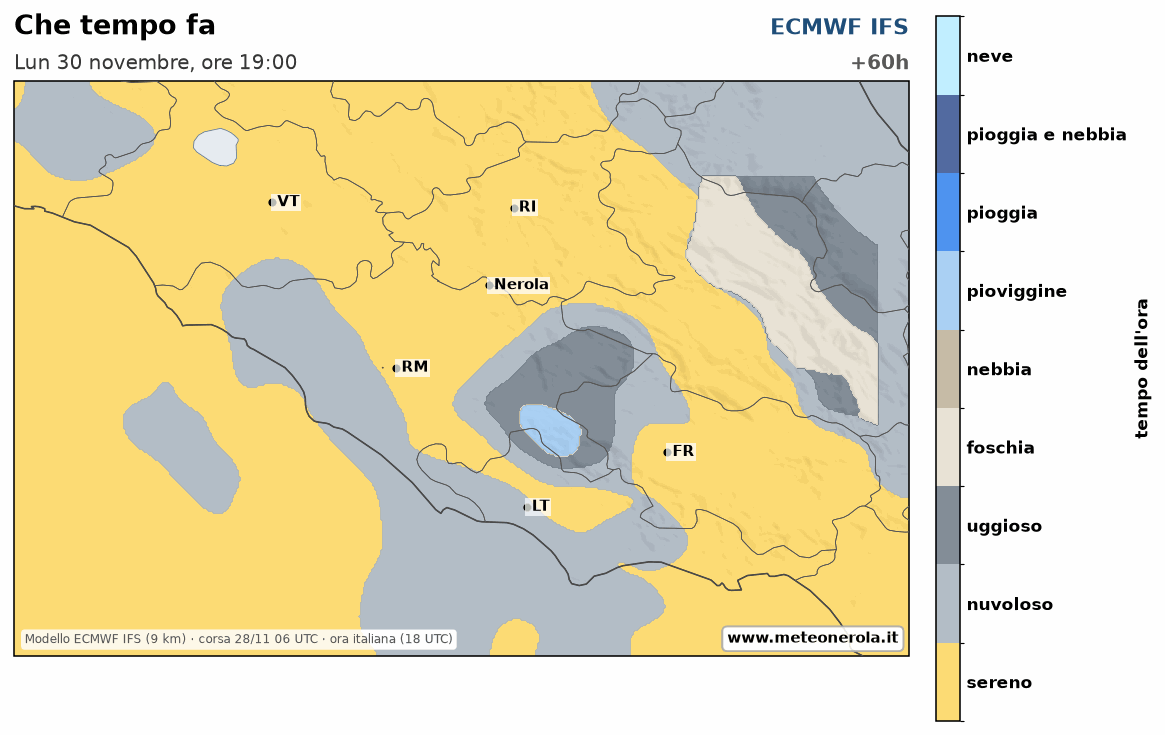 Che tempo fa
ECMWF IFS
Lun 30 novembre, ore 19:00
+60h
VT
RI
Nerola
RM
FR
LT
Modello ECMWF IFS (9 km) · corsa 28/11 06 UTC · ora italiana (18 UTC)
www.meteonerola.it
neve
pioggia e nebbia
pioggia
pioviggine
nebbia
foschia
uggioso
nuvoloso
sereno
tempo dell'ora